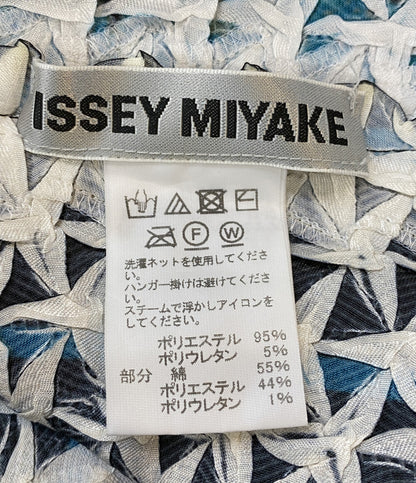 ISSEY MIYAKE
F W
洗濯ネットを使用してくださ
い。
ハンガー掛けは避けてくださ
い。
スチームで浮かしアイロンを
してください。
ポリエステル 95%
ポリウレタン 5%
部分 綿 55%
ポリエステル 44%
ポリウレタン 1%